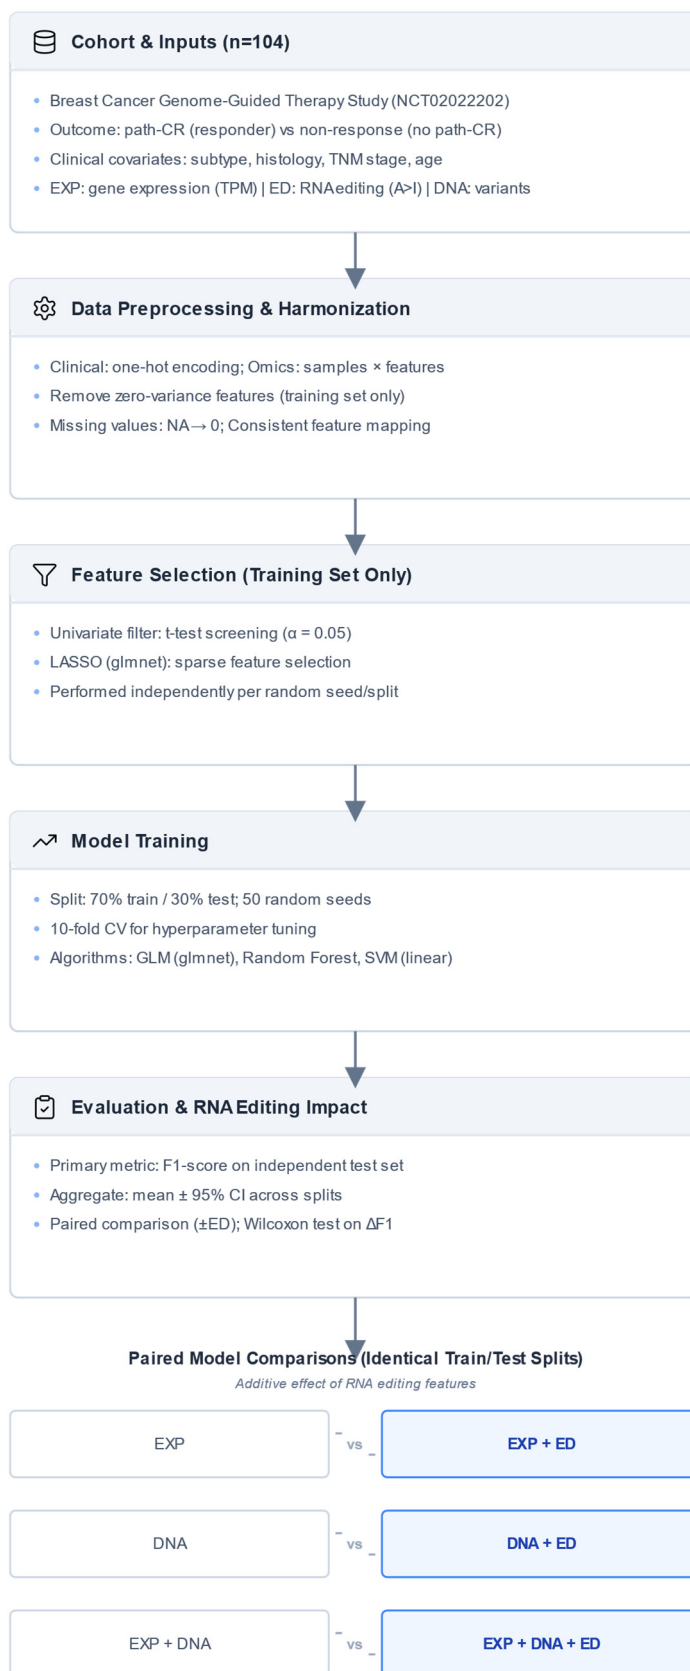 Cohort & Inputs (n=104)
• Breast Cancer Genome-Guided Therapy Study (NCT02022202)
• Outcome: path-CR (responder) vs non-response (no path-CR)
• Clinical covariates: subtype, histology, TNM stage, age
• EXP: gene expression (TPM) | ED: RNA editing (A>I) | DNA: variants
Data Preprocessing & Harmonization
• Clinical: one-hot encoding; Omics: samples × features
• Remove zero-variance features (training set only)
• Missing values: NA → 0; Consistent feature mapping
Feature Selection (Training Set Only)
• Univariate filter: t-test screening (α = 0.05)
• LASSO (glmnet): sparse feature selection
• Performed independently per random seed/split
Model Training
• Split: 70% train / 30% test; 50 random seeds
• 10-fold CV for hyperparameter tuning
• Algorithms: GLM (glmnet), Random Forest, SVM (linear)
Evaluation & RNA Editing Impact
• Primary metric: F1-score on independent test set
• Aggregate: mean ± 95% CI across splits
• Paired comparison (±ED); Wilcoxon test on ΔF1
Paired Model Comparisons (Identical Train/Test Splits)
Additive effect of RNA editing features
EXP vs EXP + ED
DNA vs DNA + ED
EXP + DNA vs EXP + DNA + ED